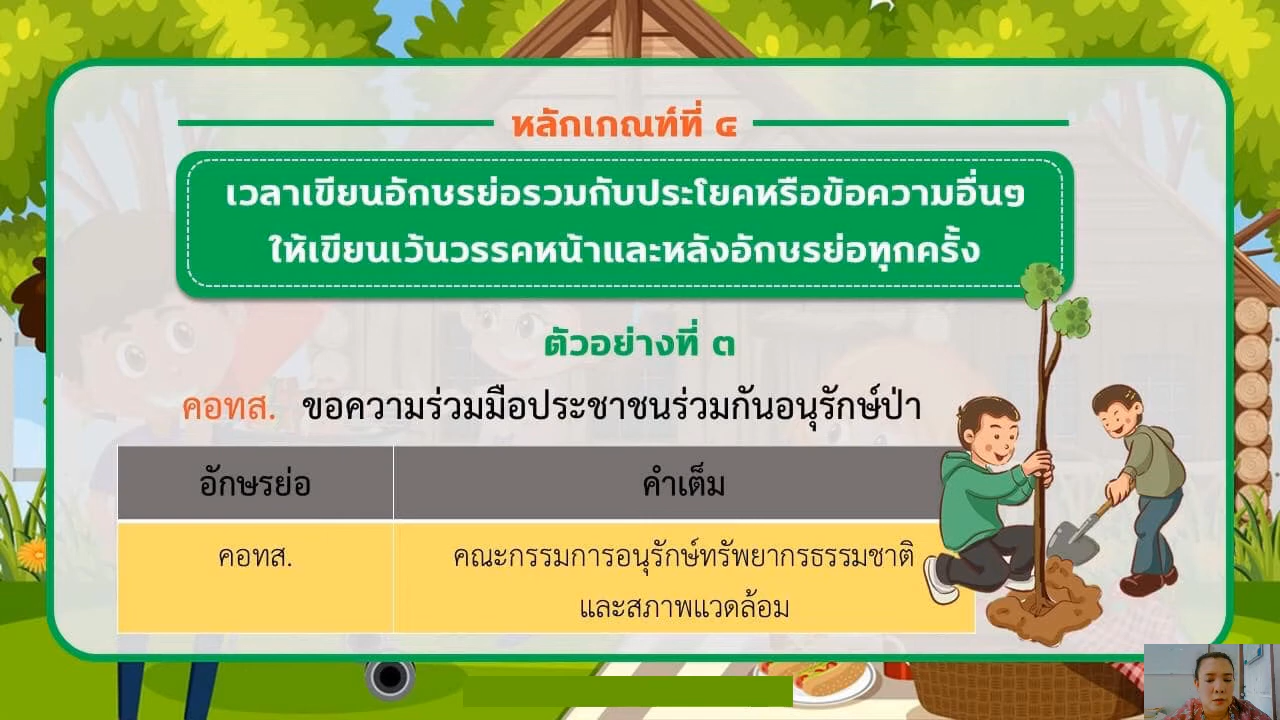 หลักเกณฑ์ที่ ๔
เวลาเขียนอักษรย่อรวมกับประโยคหรือข้อความอื่นๆ
ให้เขียนเว้นวรรคหน้าและหลังอักษรย่อทุกครั้ง
ตัวอย่างที่ ๓
คอทส. ขอความร่วมมือประชาชนร่วมกันอนุรักษ์ป่า
อักษรย่อ คำเต็ม
คอทส. คณะกรรมการอนุรักษ์ทรัพยากรธรรมชาติ
และสภาพแวดล้อม